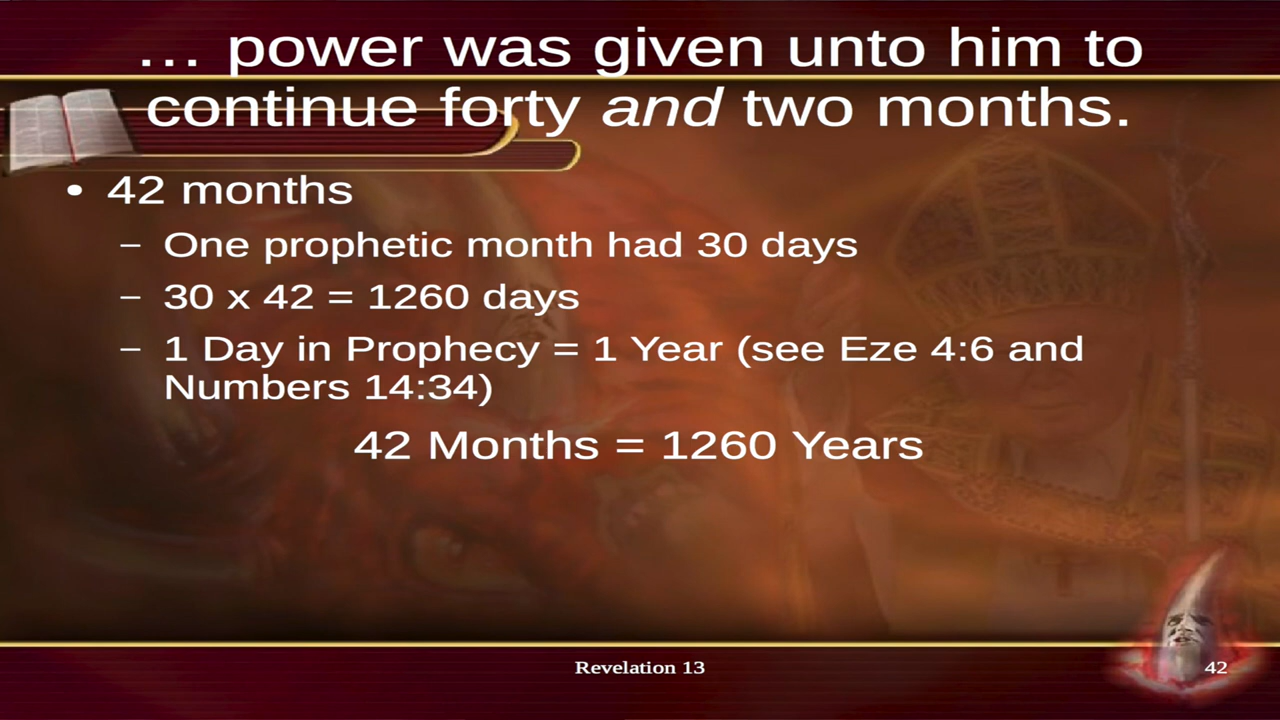 ... power was given unto him to
continue forty and two months.
• 42 months
– One prophetic month had 30 days
– 30 x 42 = 1260 days
– 1 Day in Prophecy = 1 Year (see Eze 4:6 and
Numbers 14:34)
42 Months = 1260 Years
Revelation 13
42